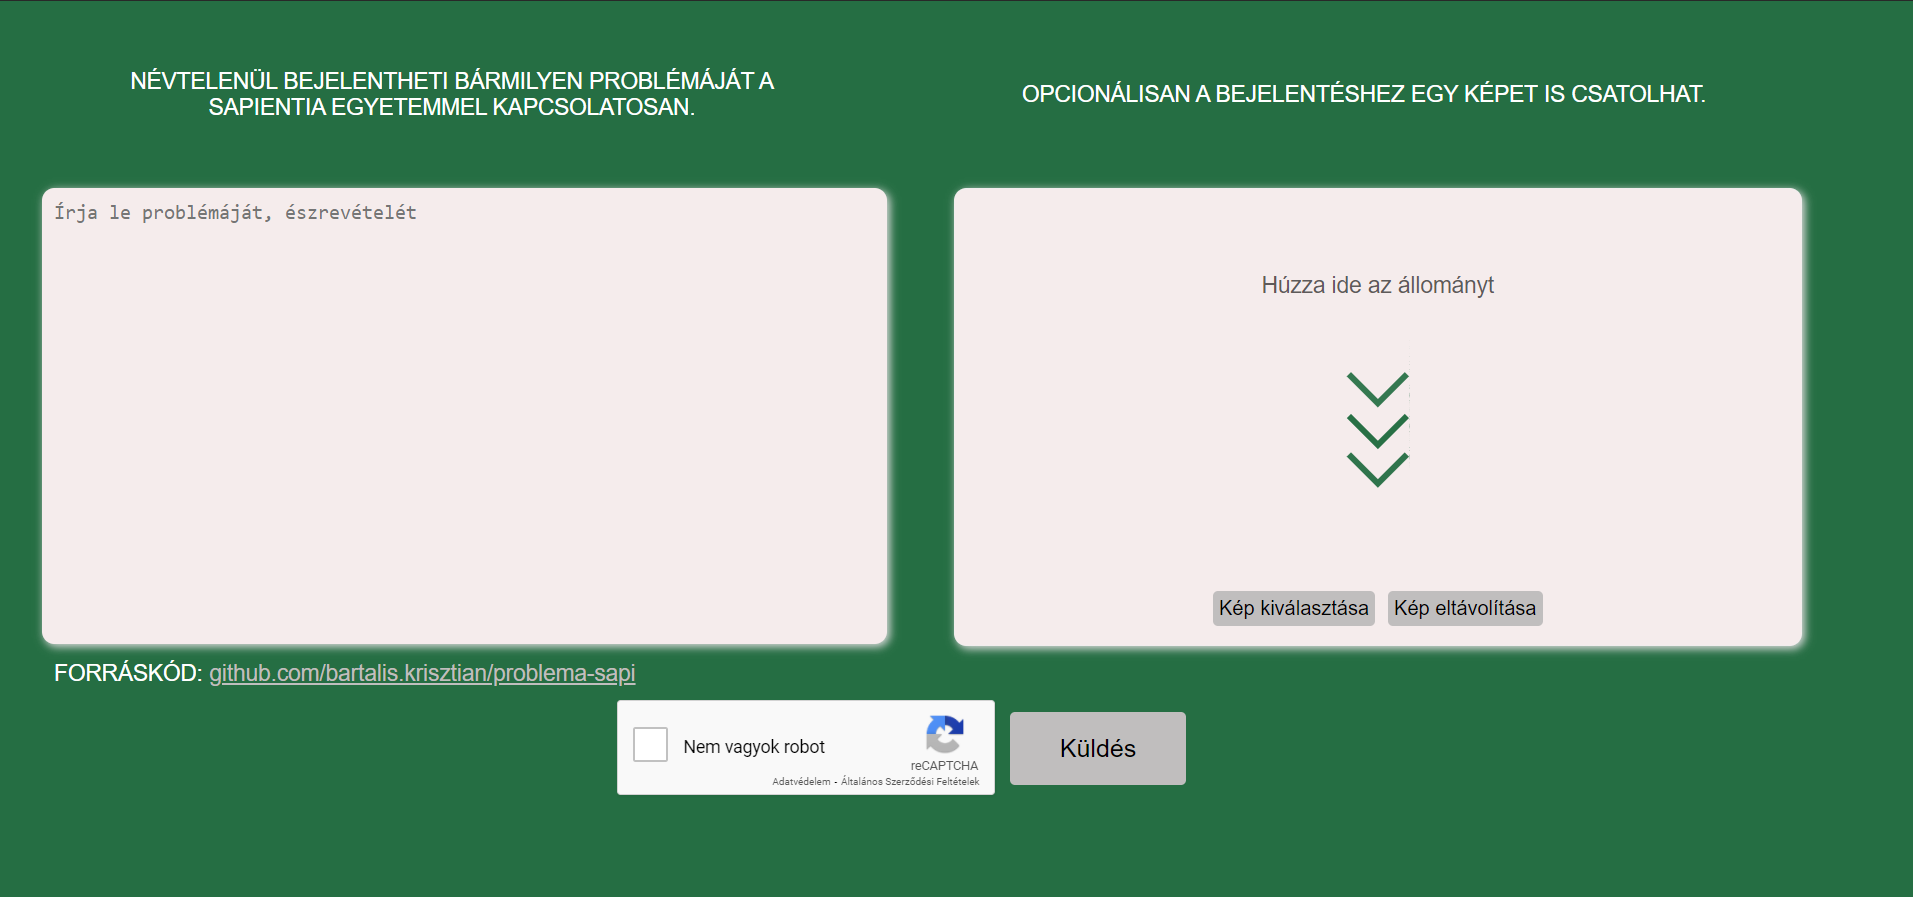 NÉVTELENÜL BEJELENTHETI BÁRMILYEN PROBLÉMÁJÁT A
SAPIENTIA EGYETEMMEL KAPCSOLATOSAN.
OPCIONÁLISAN A BEJELENTÉSHEZ EGY KÉPET IS CSATOLHAT.
Írja le problémáját, észrevételét
Húzza ide az állományt
Kép kiválasztása
Kép eltávolítása
FORRÁSKÓD: github.com/bartalis.krisztian/problema-sapi
Nem vagyok robot
reCAPTCHA
Adatvédelem - Általános Szerződési Feltételek
Küldés